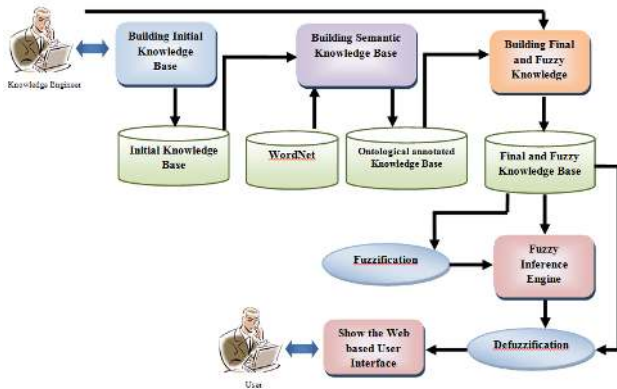 Building Initial
Knowledge
Base
Building Semantic
Knowledge Base
Building Final
and Fuzzy
Knowledge
Knowledge Engineer
Initial Knowledge
Base
WordNet
Ontological annotated
Knowledge Base
Final and Fuzzy
Knowledge Base
Fuzzification
Fuzzy
Inference
Engine
Show the Web
based User
Interface
Defuzzification
User